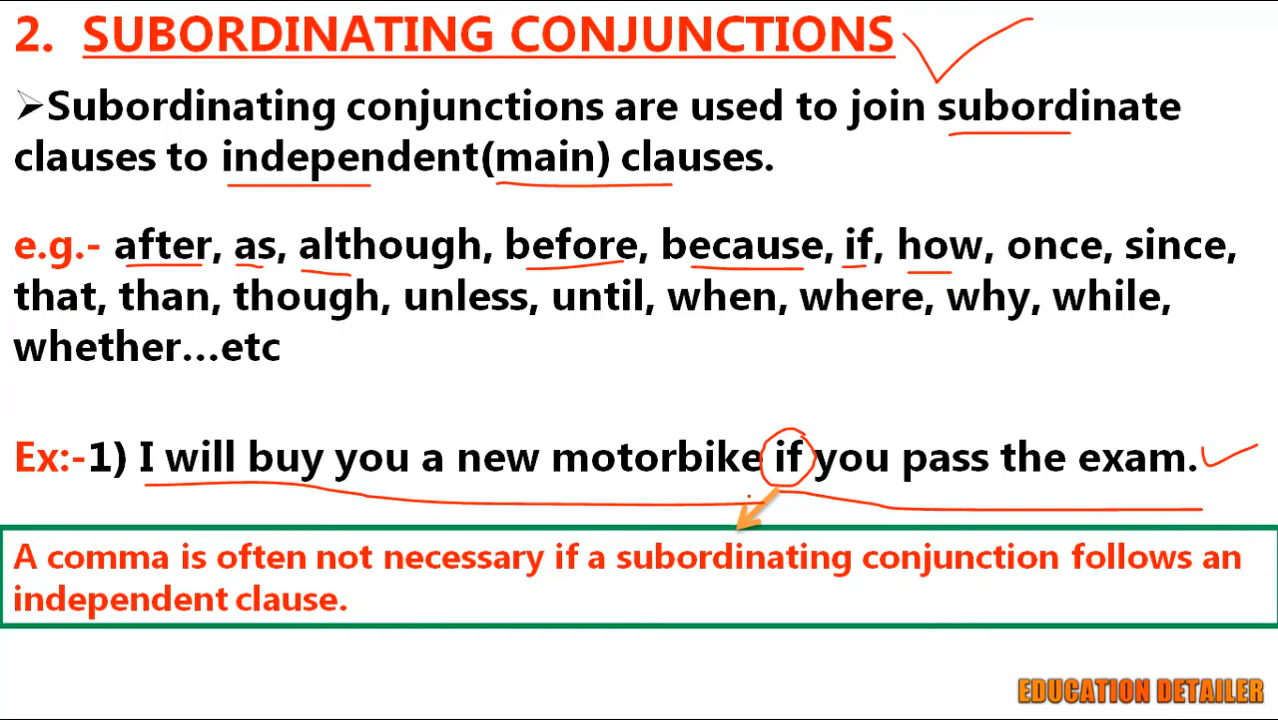 2. SUBORDINATING CONJUNCTIONS
➢Subordinating conjunctions are used to join subordinate
clauses to independent(main) clauses.
e.g.- after, as, although, before, because, if, how, once, since,
that, than, though, unless, until, when, where, why, while,
whether...etc
Ex:-1) I will buy you a new motorbike if you pass the exam.
A comma is often not necessary if a subordinating conjunction follows an
independent clause.
EDUCATION DETAILER